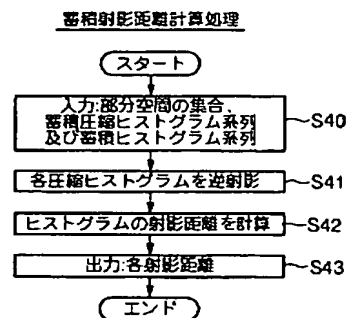 蓄積射影距離計算処理
スタート
入力:部分空間の集合、
蓄積圧縮ヒストグラム系列
及び蓄積ヒストグラム系列
S40
各圧縮ヒストグラムを逆射影
S41
ヒストグラムの射影距離を計算
S42
出力:各射影距離
S43
エンド